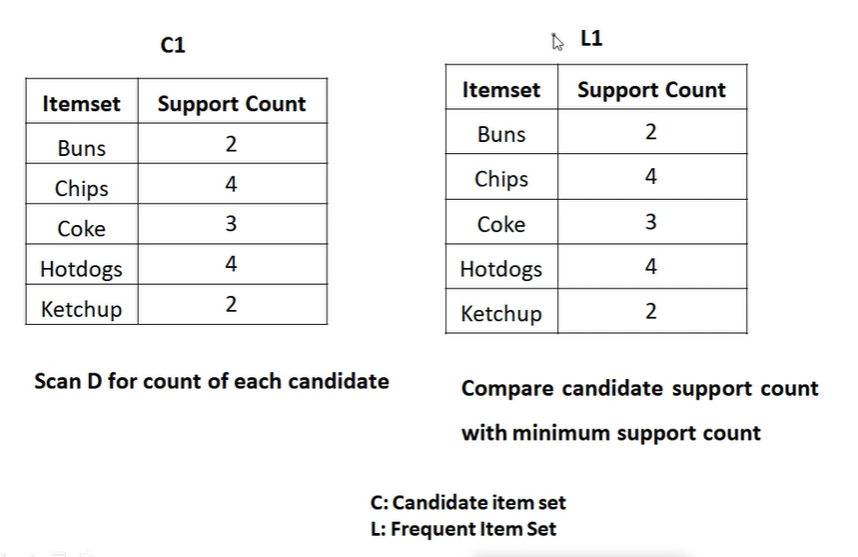 C1
Itemset Support Count
Buns 2
Chips 4
Coke 3
Hotdogs 4
Ketchup 2
Scan D for count of each candidate
L1
Itemset Support Count
Buns 2
Chips 4
Coke 3
Hotdogs 4
Ketchup 2
Compare candidate support count
with minimum support count
C: Candidate item set
L: Frequent Item Set